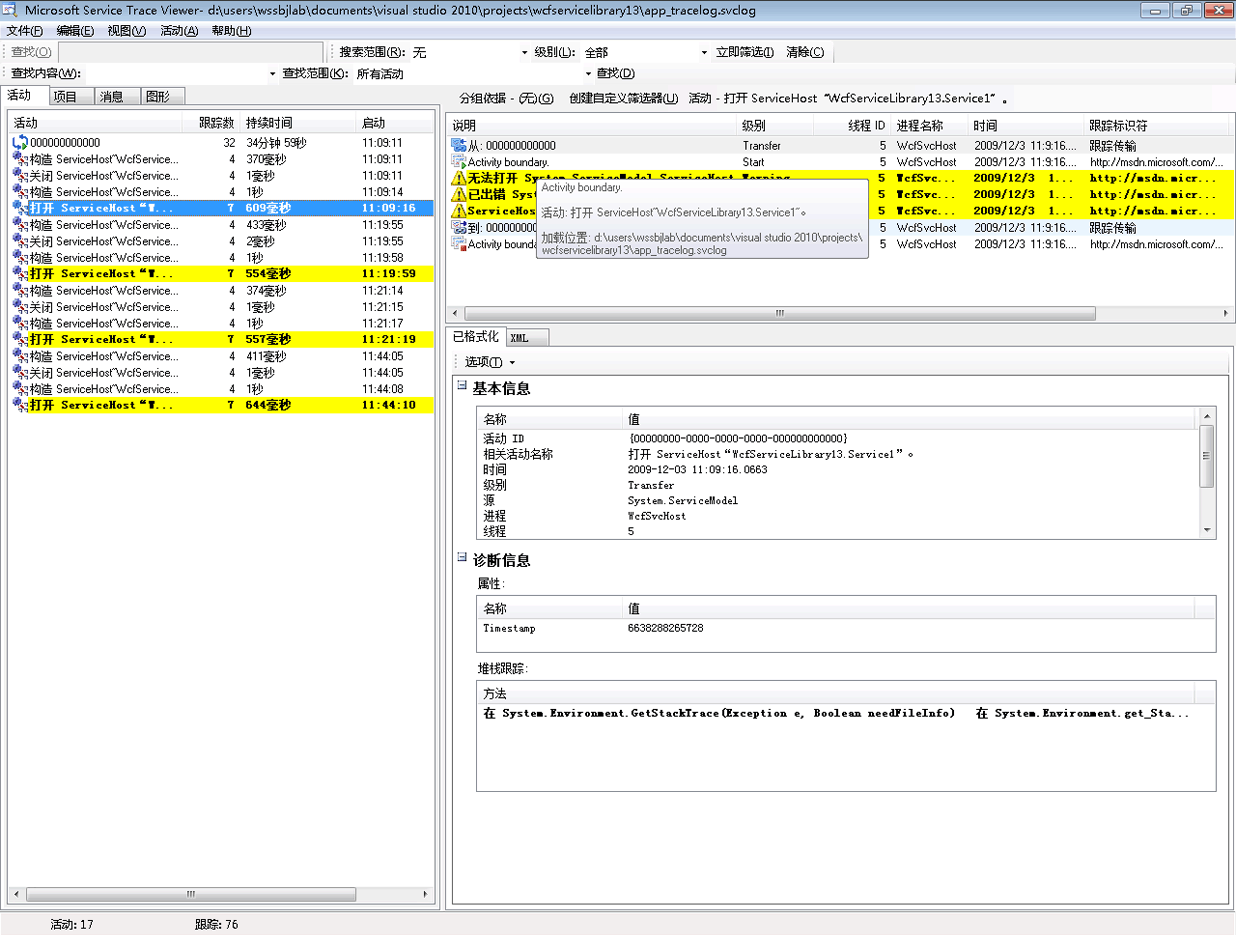 Microsoft Service Trace Viewer- d:\users\wssbjlab\documents\visual studio 2010\projects\wcfservicelibrary13\app_tracelog.svclog
文件(F) 编辑(E) 视图(V) 活动(A) 帮助(H)
查找(O) 搜索范围(R): 无 级别(L): 全部 立即筛选(I) 清除(C)
查找内容(W): 查找范围(K): 所有活动 查找(D)
活动 项目 消息 图形
活动 跟踪数 持续时间 启动
000000000000 32 34分钟 59秒 11:09:11
构造 ServiceHost“WcfService... 4 370毫秒 11:09:11
关闭 ServiceHost“WcfService... 4 1毫秒 11:09:11
构造 ServiceHost“WcfService... 4 1秒 11:09:14
打开 ServiceHost“W... 7 609毫秒 11:09:16
构造 ServiceHost“WcfService... 4 433毫秒 11:19:55
关闭 ServiceHost“WcfService... 4 2毫秒 11:19:55
构造 ServiceHost“WcfService... 4 1秒 11:19:58
打开 ServiceHost“W... 7 554毫秒 11:19:59
构造 ServiceHost“WcfService... 4 374毫秒 11:21:14
关闭 ServiceHost“WcfService... 4 1毫秒 11:21:15
构造 ServiceHost“WcfService... 4 1秒 11:21:17
打开 ServiceHost“W... 7 557毫秒 11:21:19
构造 ServiceHost“WcfService... 4 411毫秒 11:44:05
关闭 ServiceHost“WcfService... 4 1毫秒 11:44:05
构造 ServiceHost“WcfService... 4 1秒 11:44:08
打开 ServiceHost“W... 7 644毫秒 11:44:10
分组依据 - (无)(G) 创建自定义筛选器(U) 活动 - 打开 ServiceHost “WcfServiceLibrary13.Service1” 。
说明 级别 线程 ID 进程名称 时间 跟踪标识符
从: 000000000000 Transfer 5 WcfSvcHost 2009/12/3 11:9:16.... 跟踪传输
Activity boundary. Start 5 WcfSvcHost 2009/12/3 11:9:16.... http://msdn.microsoft.com/...
无法打开 System.ServiceModel.ServiceHost Warning 5 WcfSvc... 2009/12/3 1... http://msdn.micr...
已出错 Sys 5 WcfSvc... 2009/12/3 1... http://msdn.micr...
ServiceHos 5 WcfSvc... 2009/12/3 1... http://msdn.micr...
到: 00000000 5 WcfSvcHost 2009/12/3 11:9:16.... 跟踪传输
Activity bounda 5 WcfSvcHost 2009/12/3 11:9:16.... http://msdn.microsoft.com/...
Activity boundary.
活动: 打开 ServiceHost“WcfServiceLibrary13.Service1”。
加载位置: d:\users\wssbjlab\documents\visual studio 2010\projects\
wcfservicelibrary13\app_tracelog.svclog
已格式化 XML
选项(T)
基本信息
名称 值
活动 ID {00000000-0000-0000-0000-000000000000}
相关活动名称 打开 ServiceHost“WcfServiceLibrary13.Service1”。
时间 2009-12-03 11:09:16.0663
级别 Transfer
源 System.ServiceModel
进程 WcfSvcHost
线程 5
诊断信息
属性:
名称 值
Timestamp 6638288265728
堆栈跟踪:
方法
在 System.Environment.GetStackTrace(Exception e, Boolean needFileInfo) 在 System.Environment.get_Sta...
活动: 17 跟踪: 76